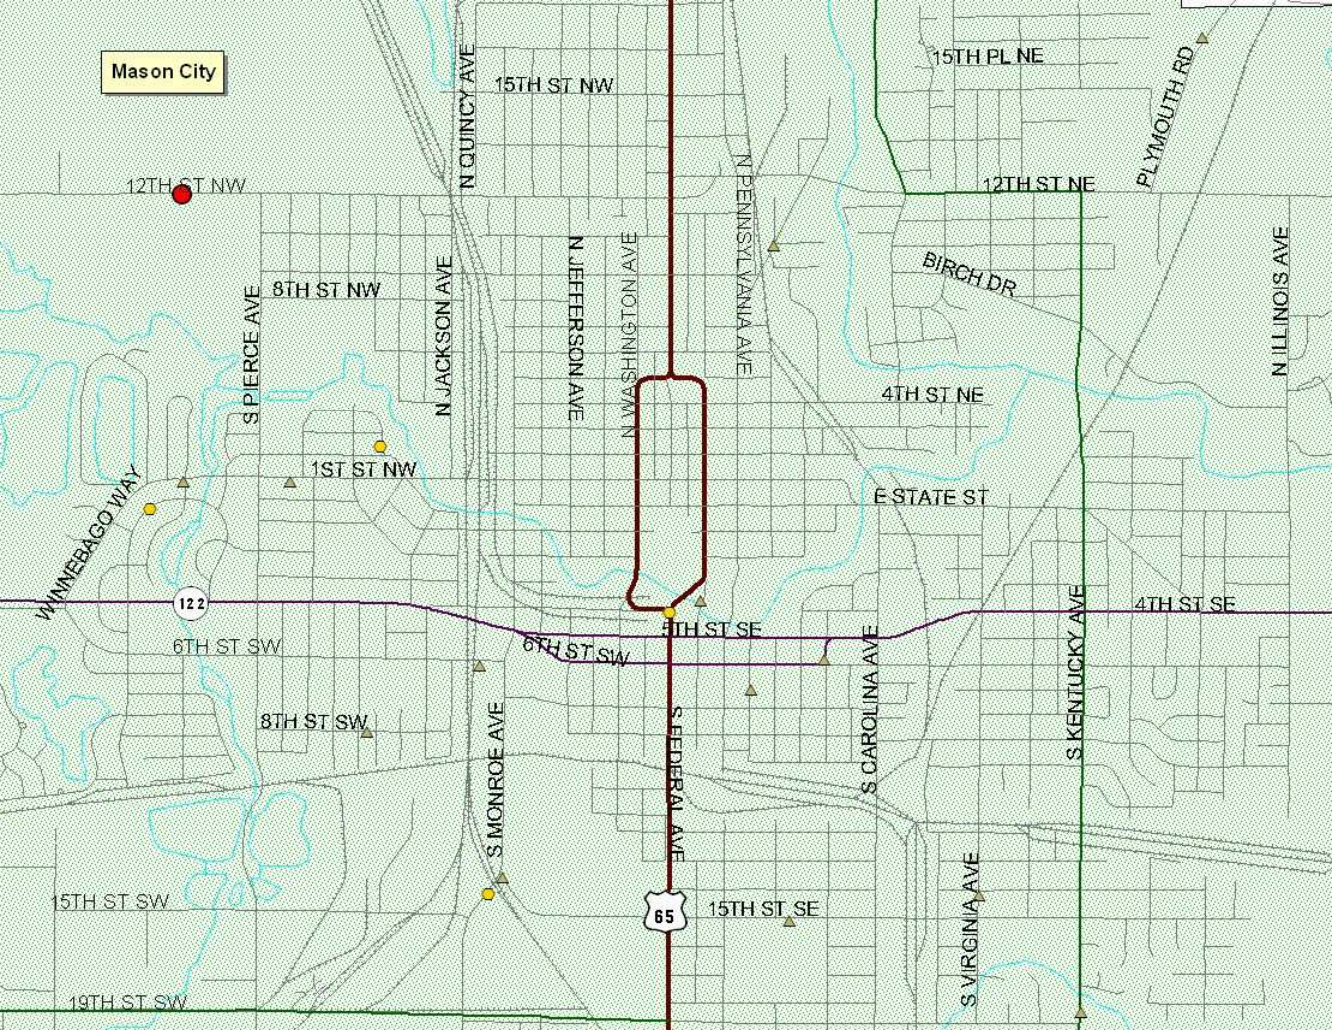 15TH PL NE
Mason City
N QUINCY AVE
15TH ST NW
PLYMOUTH RD
12TH ST NW
N PENNSYLVANIA AVE
12TH ST NE
BIRCH DR
N ILLINOIS AVE
8TH ST NW
S PIERCE AVE
N JACKSON AVE
N JEFFERSON AVE
N WASHINGTON AVE
4TH ST NE
1ST ST NW
E STATE ST
WINNEBAGO WAY
122
4TH ST SE
5TH ST SE
6TH ST SW
6TH ST SW
S CAROLINA AVE
S KENTUCKY AVE
8TH ST SW
S MONROE AVE
S FEDERAL AVE
15TH ST SW
65
15TH ST SE
S VIRGINIA AVE
19TH ST SW